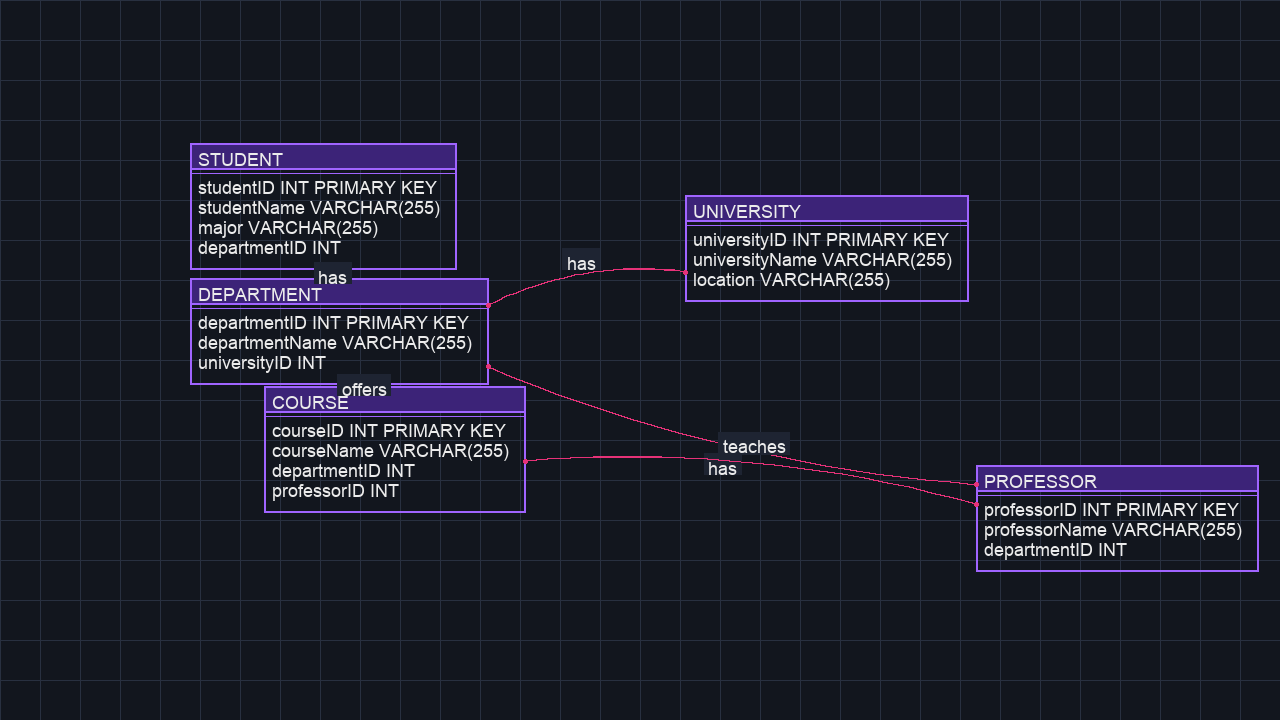 STUDENT
studentID INT PRIMARY KEY
studentName VARCHAR(255)
major VARCHAR(255)
departmentID INT
has
DEPARTMENT
departmentID INT PRIMARY KEY
departmentName VARCHAR(255)
universityID INT
offers
COURSE
courseID INT PRIMARY KEY
courseName VARCHAR(255)
departmentID INT
professorID INT
has
UNIVERSITY
universityID INT PRIMARY KEY
universityName VARCHAR(255)
location VARCHAR(255)
teaches
has
PROFESSOR
professorID INT PRIMARY KEY
professorName VARCHAR(255)
departmentID INT